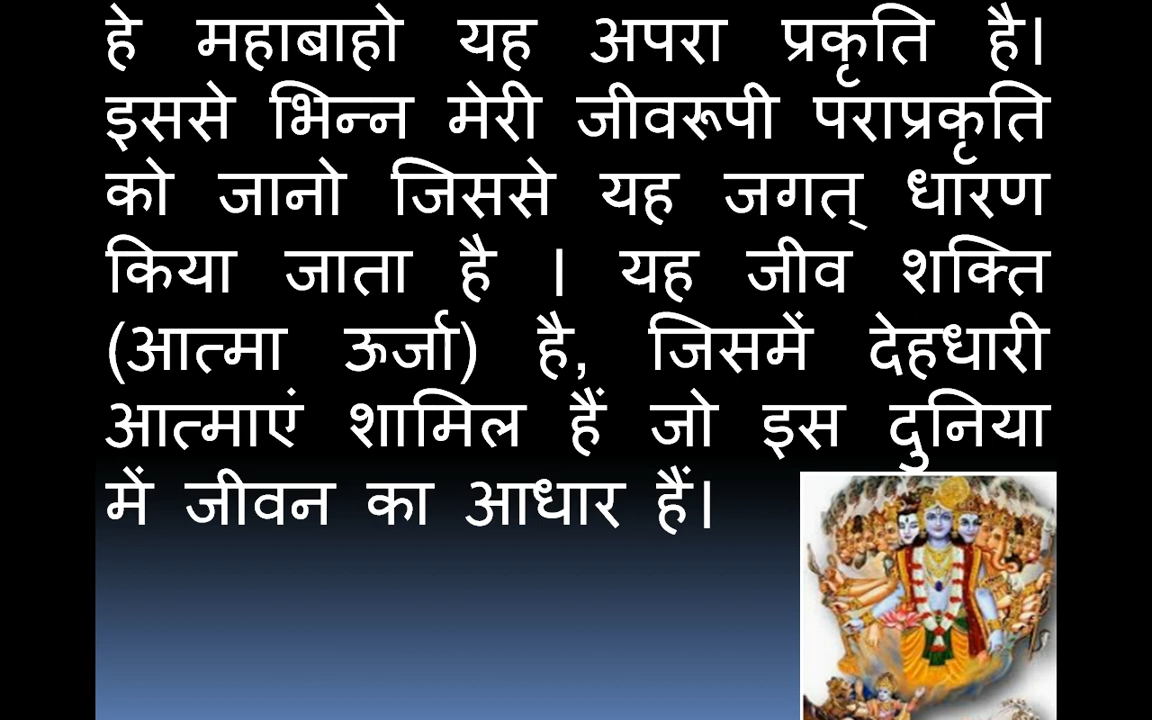 हे महाबाहो यह अपरा प्रकृति है।
इससे भिन्न मेरी जीवरूपी पराप्रकृति
को जानो जिससे यह जगत् धारण
किया जाता है । यह जीव शक्ति
(आत्मा ऊर्जा) है, जिसमें देहधारी
आत्माएं शामिल हैं जो इस दुनिया
में जीवन का आधार हैं।